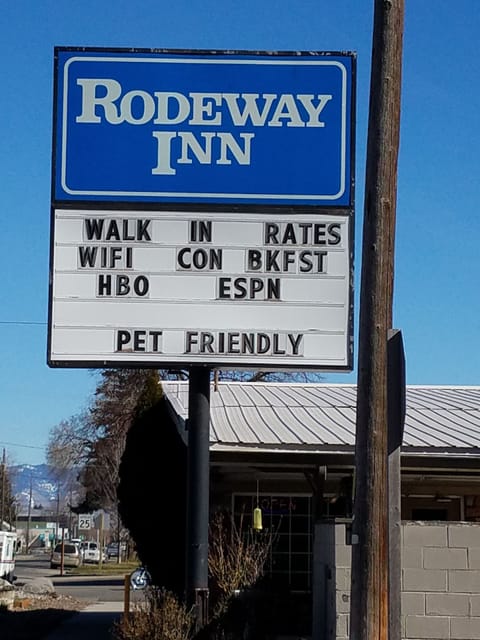 RODEWAY
INN
WALK IN RATES
WIFI CON BKFST
HBO ESPN
PET FRIENDLY
25